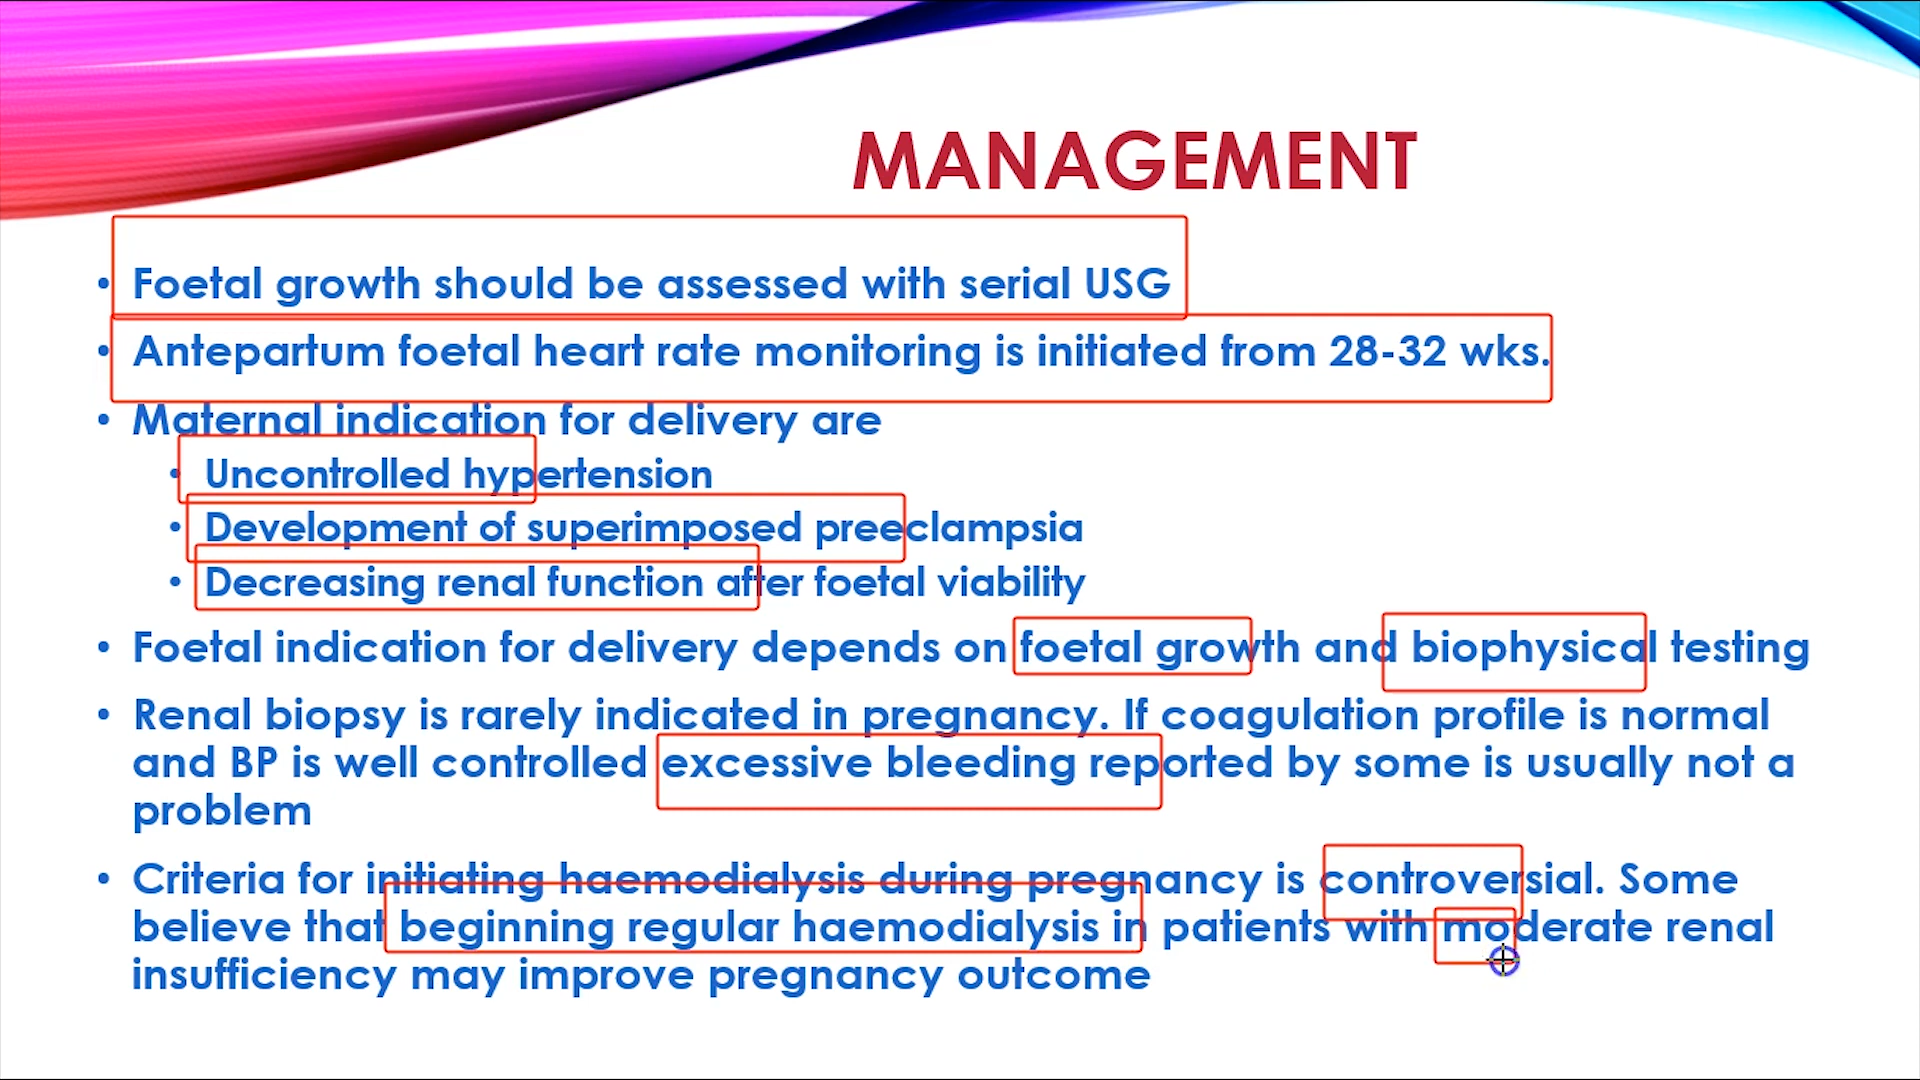 MANAGEMENT
• Foetal growth should be assessed with serial USG
• Antepartum foetal heart rate monitoring is initiated from 28-32 wks.
• Maternal indication for delivery are
• Uncontrolled hypertension
• Development of superimposed preeclampsia
• Decreasing renal function after foetal viability
• Foetal indication for delivery depends on foetal growth and biophysical testing
• Renal biopsy is rarely indicated in pregnancy. If coagulation profile is normal
and BP is well controlled excessive bleeding reported by some is usually not a
problem
• Criteria for initiating haemodialysis during pregnancy is controversial. Some
believe that beginning regular haemodialysis in patients with moderate renal
insufficiency may improve pregnancy outcome